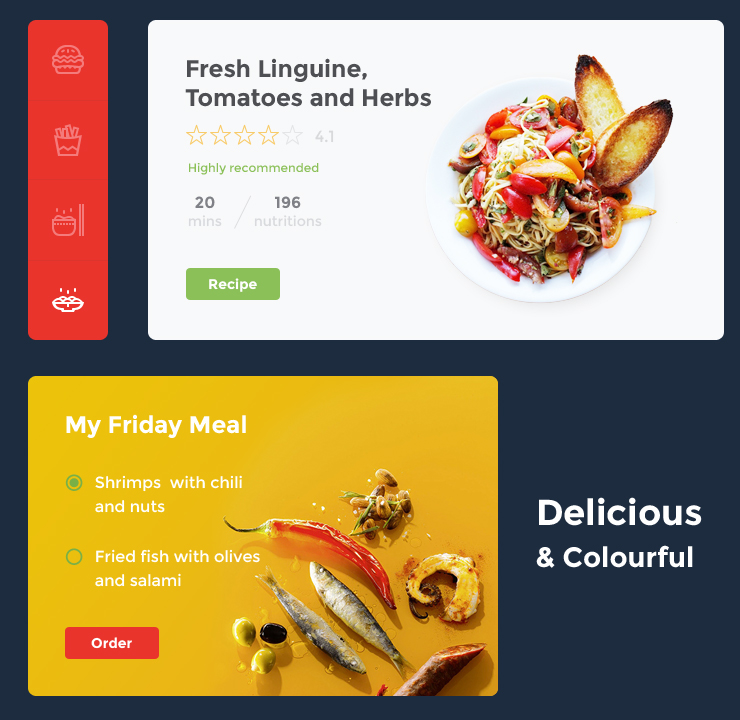 Fresh Linguine,
Tomatoes and Herbs
4.1
Highly recommended
20 196
mins nutritions
Recipe
My Friday Meal
Shrimps with chili
and nuts
Fried fish with olives
and salami
Order
Delicious
& Colourful